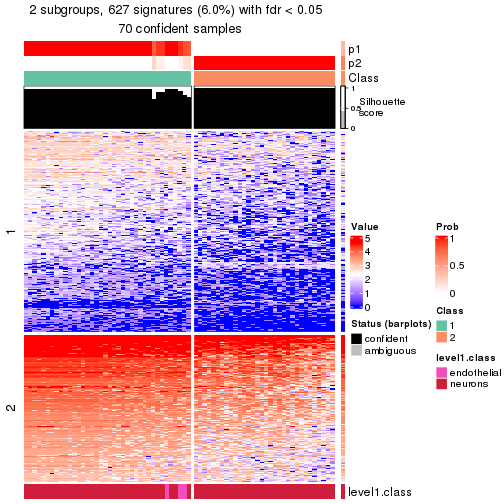 2 subgroups, 627 signatures (6.0%) with fdr < 0.05
70 confident samples
p1
p2
Class
1
0.5
0
Silhouette
score
1
2
Value
5
4
3
2
1
0
Prob
1
0.5
0
Status (barplots)
confident
ambiguous
Class
1
2
level1.class
endothelial
neurons
level1.class